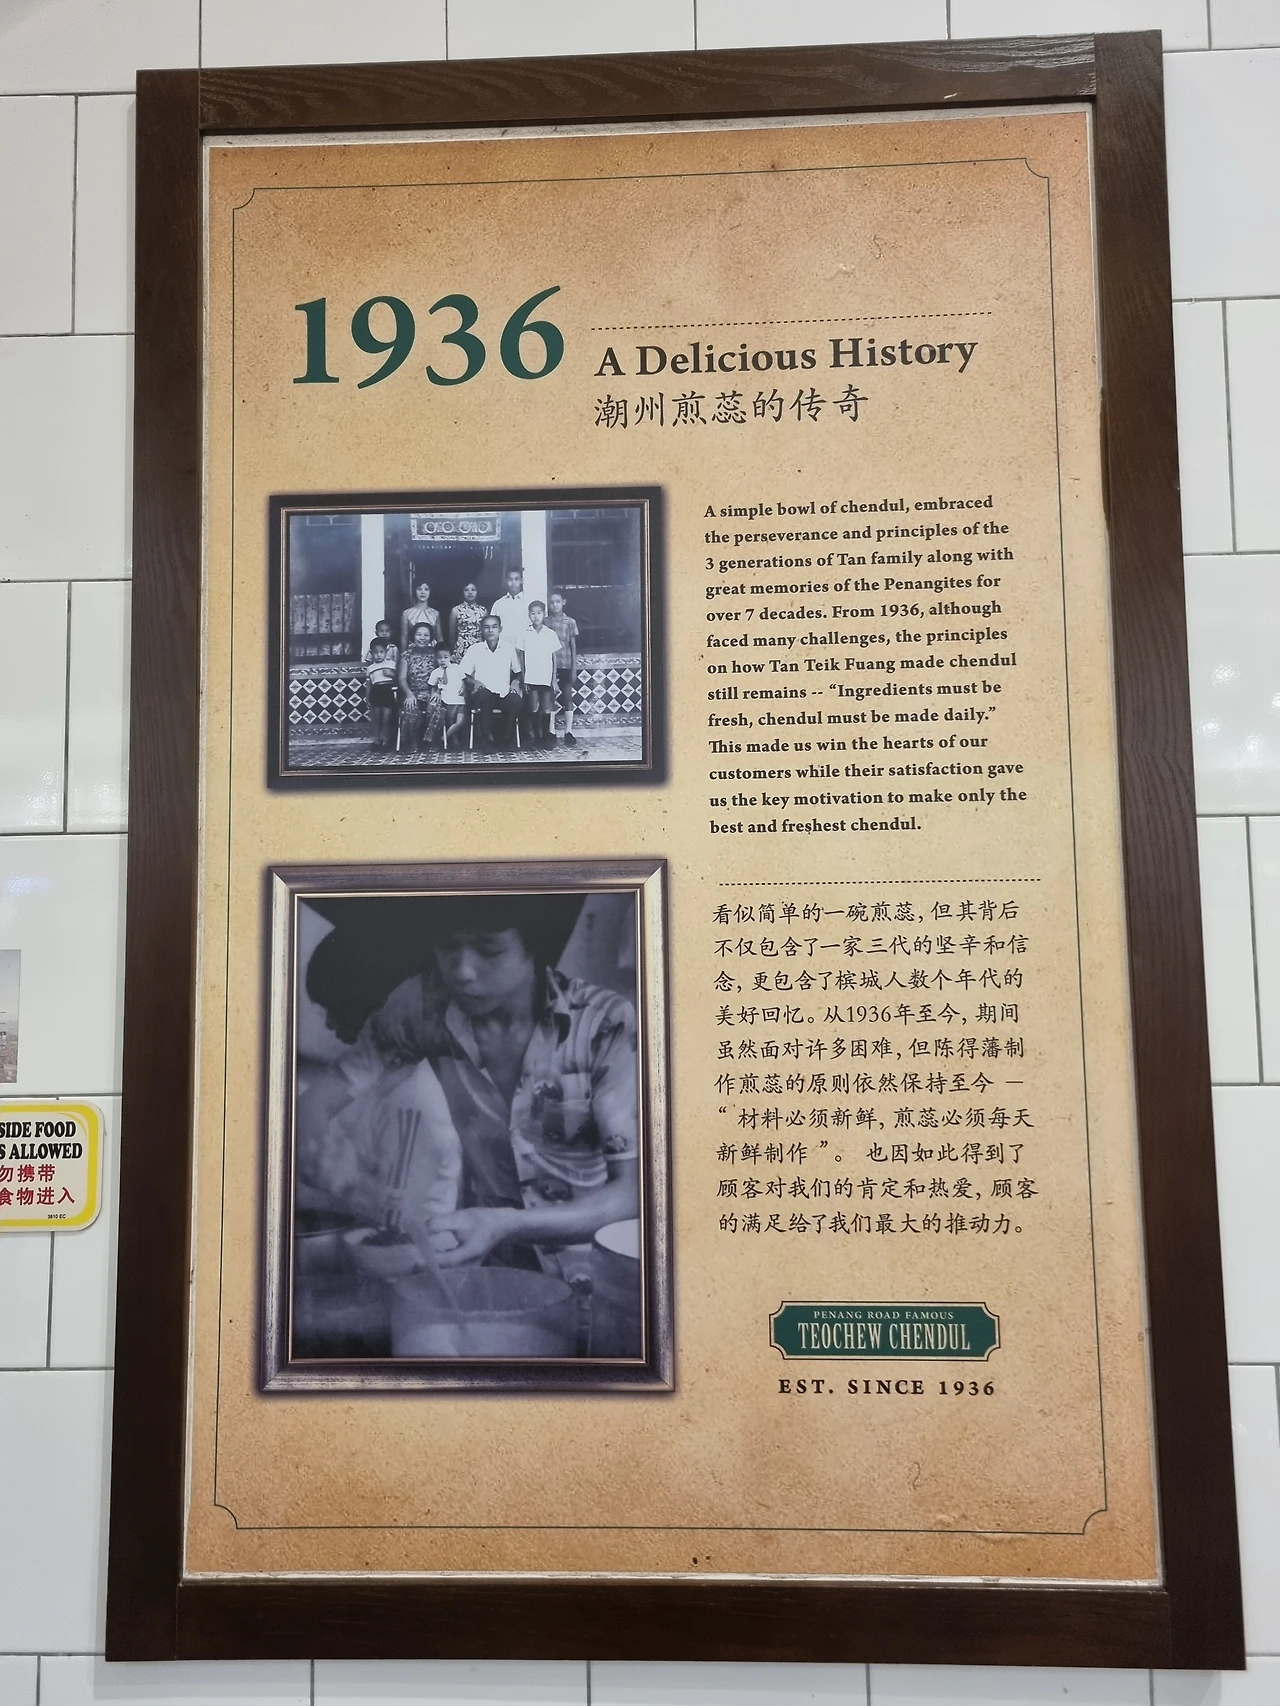 1936
A Delicious History
潮州煎蕊的传奇
A simple bowl of chendul, embraced
the perseverance and principles of the
3 generations of Tan family along with
great memories of the Penangites for
over 7 decades. From 1936, although
faced many challenges, the principles
on how Tan Teik Fuang made chendul
still remains -- “Ingredients must be
fresh, chendul must be made daily.”
This made us win the hearts of our
customers while their satisfaction gave
us the key motivation to make only the
best and freshest chendul.
看似简单的一碗煎蕊, 但其背后
不仅包含了一家三代的坚辛和信
念, 更包含了槟城人数个年代的
美好回忆。从1936年至今, 期间
虽然面对许多困难, 但陈得藩制
作煎蕊的原则依然保持至今 —
“ 材料必须新鲜, 煎蕊必须每天
新鲜制作 ”。 也因如此得到了
顾客对我们的肯定和热爱, 顾客
的满足给了我们最大的推动力。
PENANG ROAD FAMOUS
TEOCHEW CHENDUL
EST. SINCE 1936
SIDE FOOD
S ALLOWED
勿携带
食物进入
3810 EC